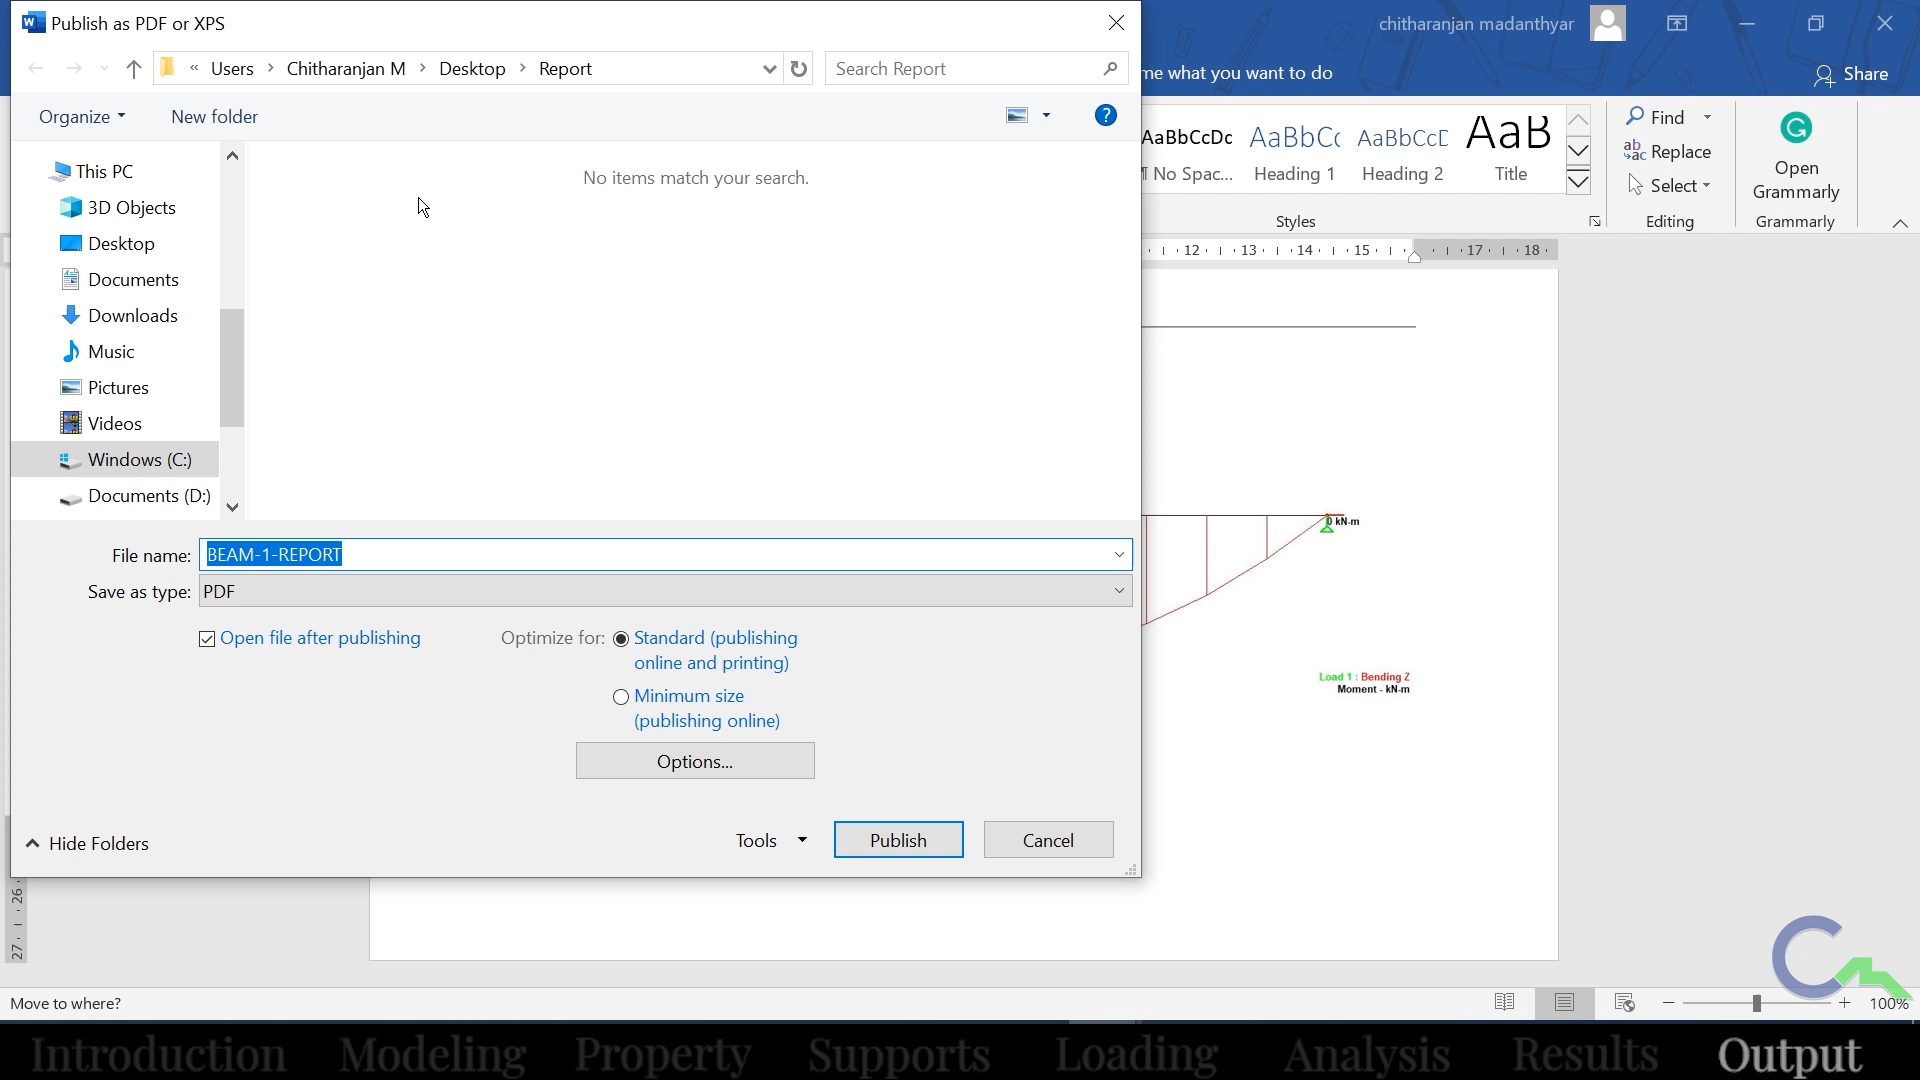 Publish as PDF or XPS
chitharanjan madanthyar
« Users > Chitharanjan M > Desktop > Report
Search Report
me what you want to do
Share
Organize
New folder
?
AaBbCcDc AaBbC AaBbCcE AaB
¶ No Spac... Heading 1 Heading 2 Title
Find
Replace
Select
Open
Grammarly
Styles
Editing
Grammarly
This PC
3D Objects
Desktop
Documents
Downloads
Music
Pictures
Videos
Windows (C:)
Documents (D:)
No items match your search.
12 13 14 15 17 18
0 kN-m
Load 1 : Bending Z
Moment - kN-m
File name: BEAM-1-REPORT
Save as type: PDF
Open file after publishing
Optimize for:
Standard (publishing
online and printing)
Minimum size
(publishing online)
Options...
Hide Folders
Tools
Publish
Cancel
26
27
Move to where?
100%
Introduction Modeling Property Supports Loading Analysis Results Output